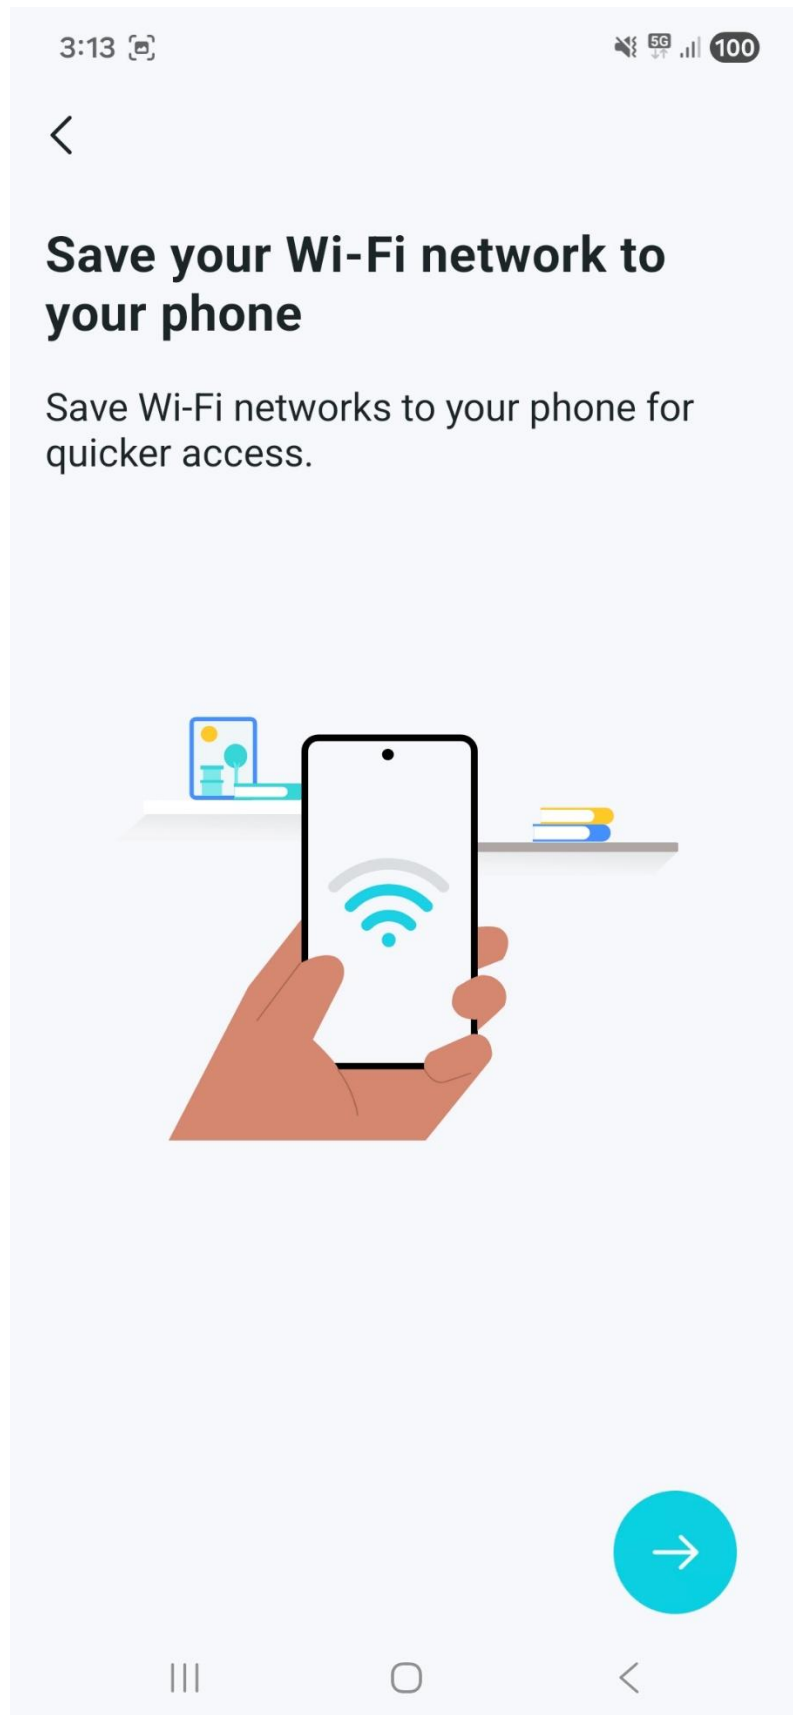 3:13
5G
100
Save your Wi-Fi network to
your phone
Save Wi-Fi networks to your phone for
quicker access.